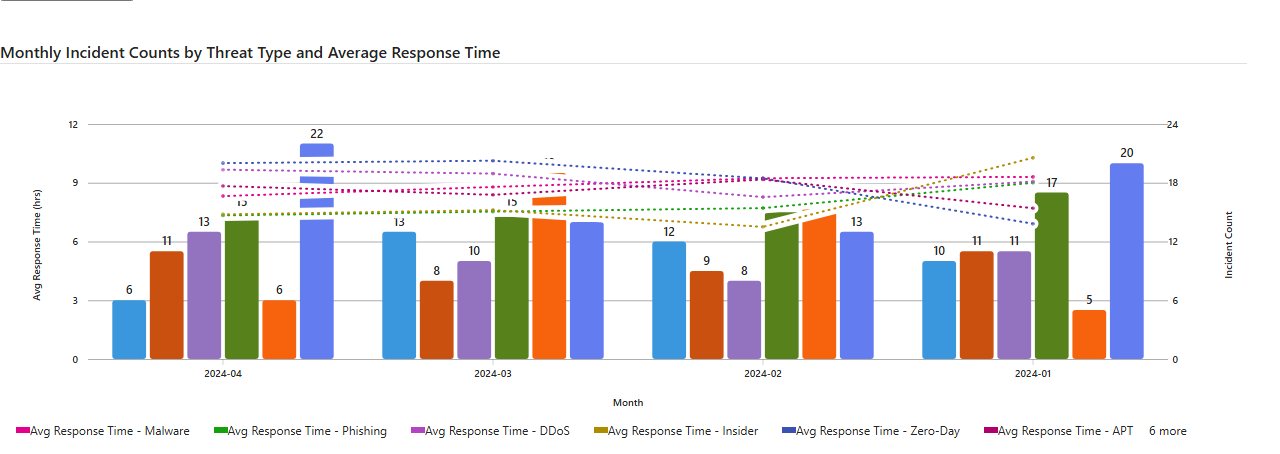 Monthly Incident Counts by Threat Type and Average Response Time
12 24
22
20
9 18
17
13 15 13 15 13
11 10 12 10 11 11
8 9 8
6 6 5
6 12
3 6
0 0
Avg Response Time (hrs)
Incident Count
2024-04 2024-03 2024-02 2024-01
Month
Avg Response Time - Malware Avg Response Time - Phishing Avg Response Time - DDoS Avg Response Time - Insider Avg Response Time - Zero-Day Avg Response Time - APT 6 more